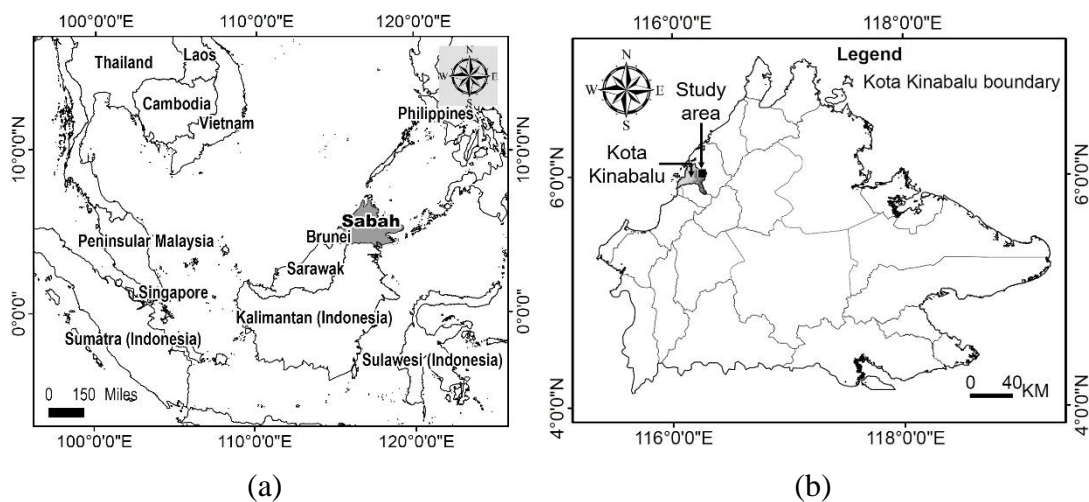 100°0'0"E 110°0'0"E 120°0'0"E
N
W E
S
Thailand
Laos
Cambodia
Vietnam
Philippines
10°0'0"N
10°0'0"N
Sabah
Brunei
Peninsular Malaysia
Sarawak
Singapore
Kalimantan (Indonesia)
0°0'0"
0°0'0"
Sumatra (Indonesia)
Sulawesi (Indonesia)
0 150 Miles
100°0'0"E 110°0'0"E 120°0'0"E
(a)
116°0'0"E 118°0'0"E
Legend
Kota Kinabalu boundary
N
W E
S
Study
area
Kota
Kinabalu
6°0'0"N
6°0'0"N
0 40
KM
4°0'0"N
4°0'0"N
116°0'0"E 118°0'0"E
(b)